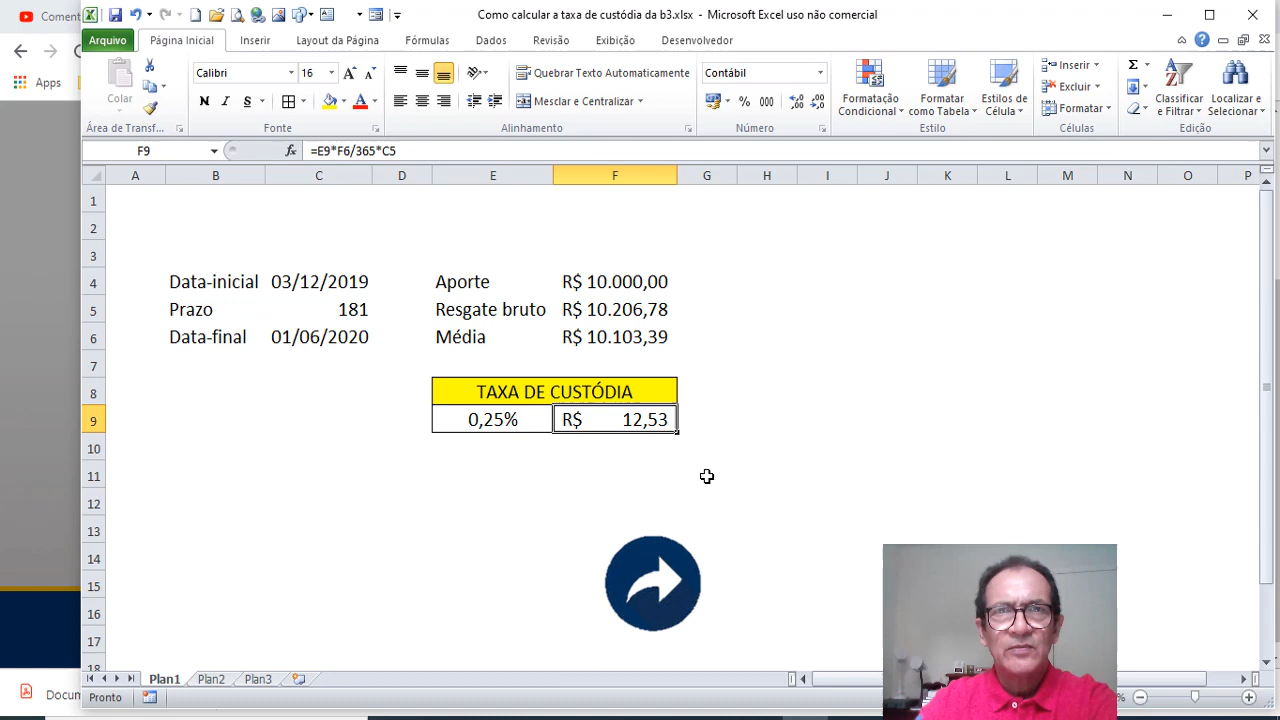 Coment
Apps
Docum
Como calcular a taxa de custódia da b3.xlsx - Microsoft Excel uso não comercial
Arquivo Página Inicial Inserir Layout da Página Fórmulas Dados Revisão Exibição Desenvolvedor
Colar
Calibri 16
N I S
Quebrar Texto Automaticamente
Mesclar e Centralizar
Contábil
% 000
Formatação Condicional
Formatar como Tabela
Estilos de Célula
Inserir
Excluir
Formatar
Σ
Classificar e Filtrar
Localizar e Selecionar
Área de Transf... Fonte Alinhamento Número Estilo Células Edição
F9 fx =E9*F6/365*C5
A B C D E F G H I J K L M N O P
1
2
3
4 Data-inicial 03/12/2019 Aporte R$ 10.000,00
5 Prazo 181 Resgate bruto R$ 10.206,78
6 Data-final 01/06/2020 Média R$ 10.103,39
7
8 TAXA DE CUSTÓDIA
9 0,25% R$ 12,53
10
11
12
13
14
15
16
17
18
Plan1 Plan2 Plan3
Pronto %